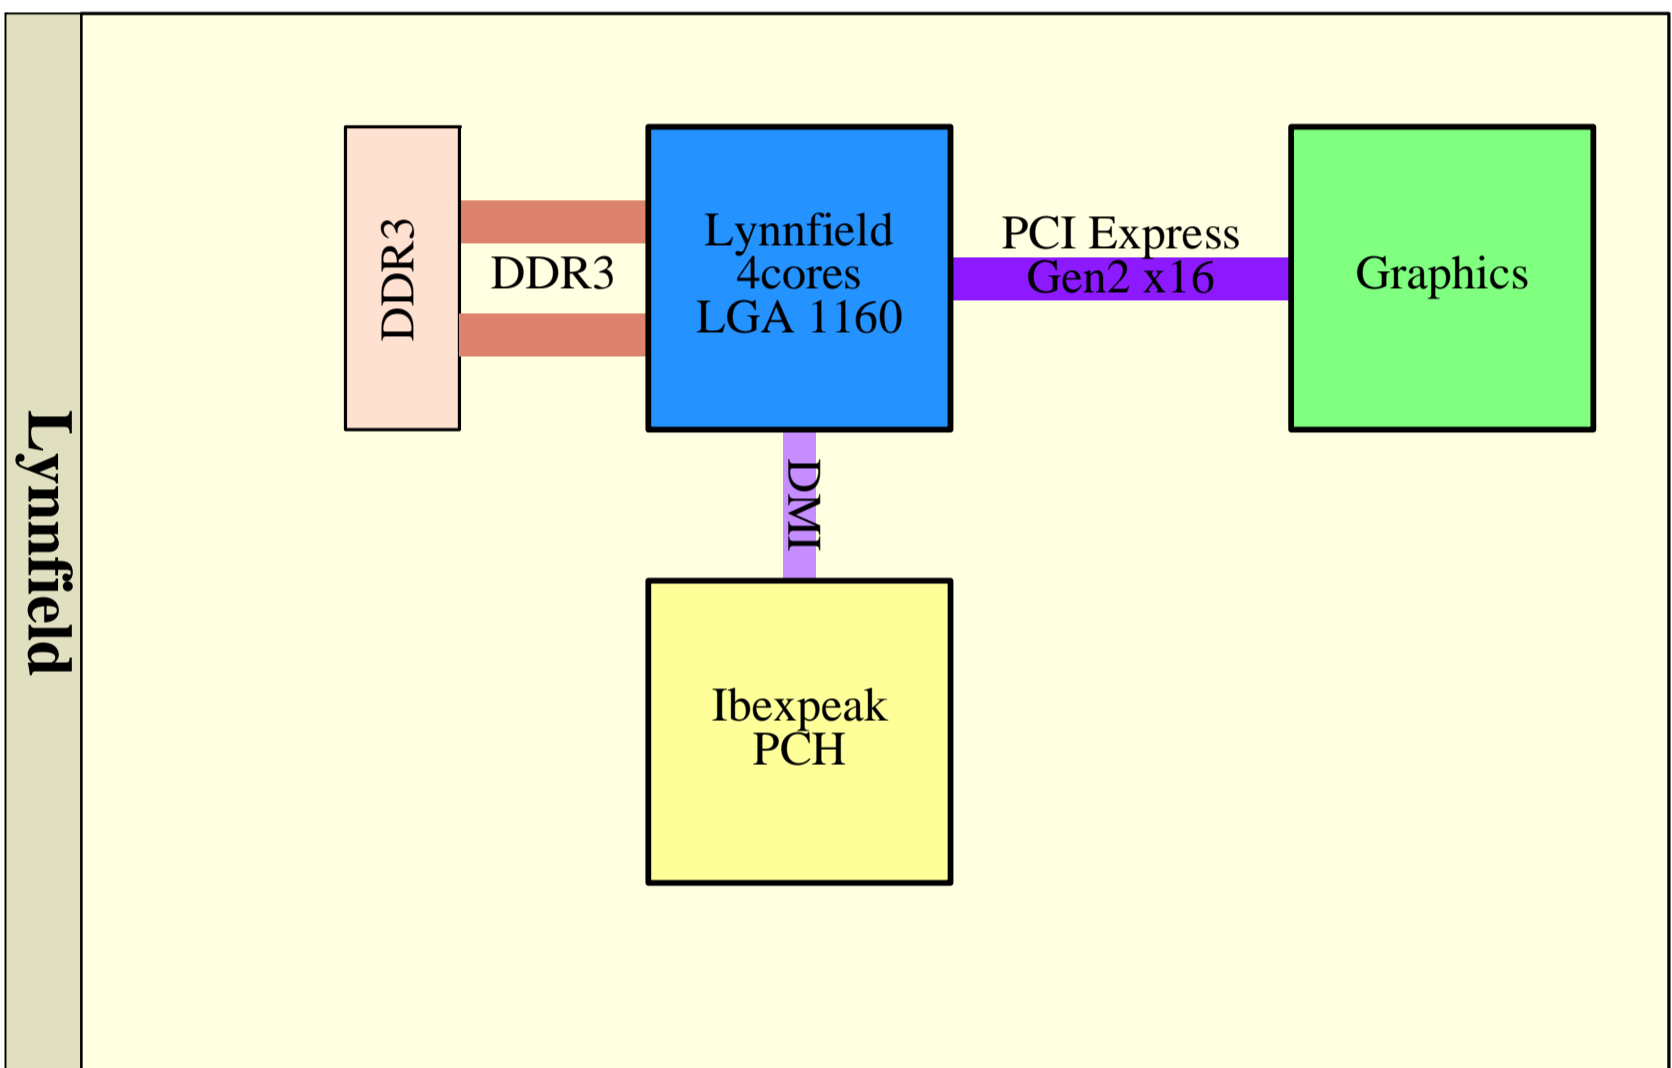 Lynnfield
DDR3
DDR3
Lynnfield
4cores
LGA 1160
PCI Express
Gen2 x16
Graphics
DMI
Ibexpeak
PCH